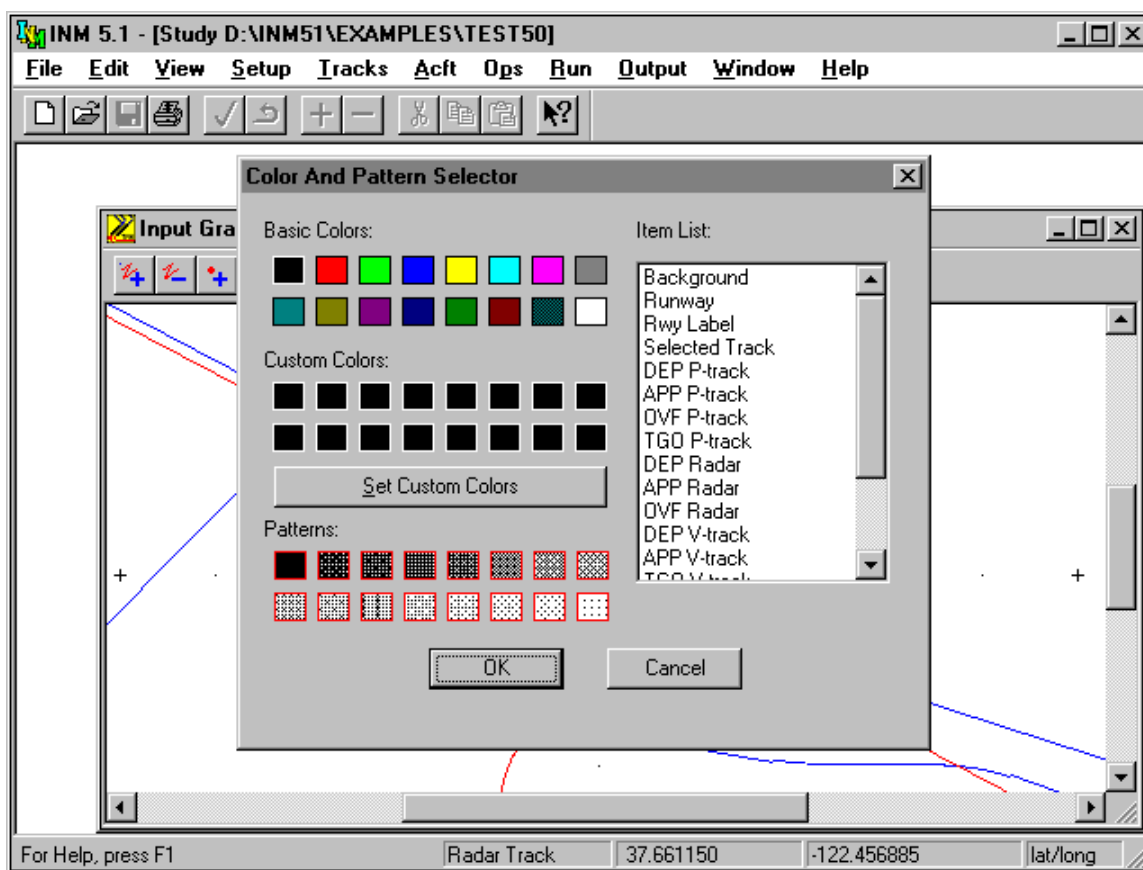 INM 5.1 - [Study D:\INM51\EXAMPLES\TEST50]
File Edit View Setup Tracks Acft Ops Run Output Window Help
Color And Pattern Selector
Input Gra
Basic Colors:
Item List:
Background
Runway
Rwy Label
Selected Track
DEP P-track
APP P-track
OVF P-track
TGO P-track
DEP Radar
APP Radar
OVF Radar
DEP V-track
APP V-track
TGO V-track
Custom Colors:
Set Custom Colors
Patterns:
OK
Cancel
For Help, press F1
Radar Track
37.661150
-122.456885
lat/long